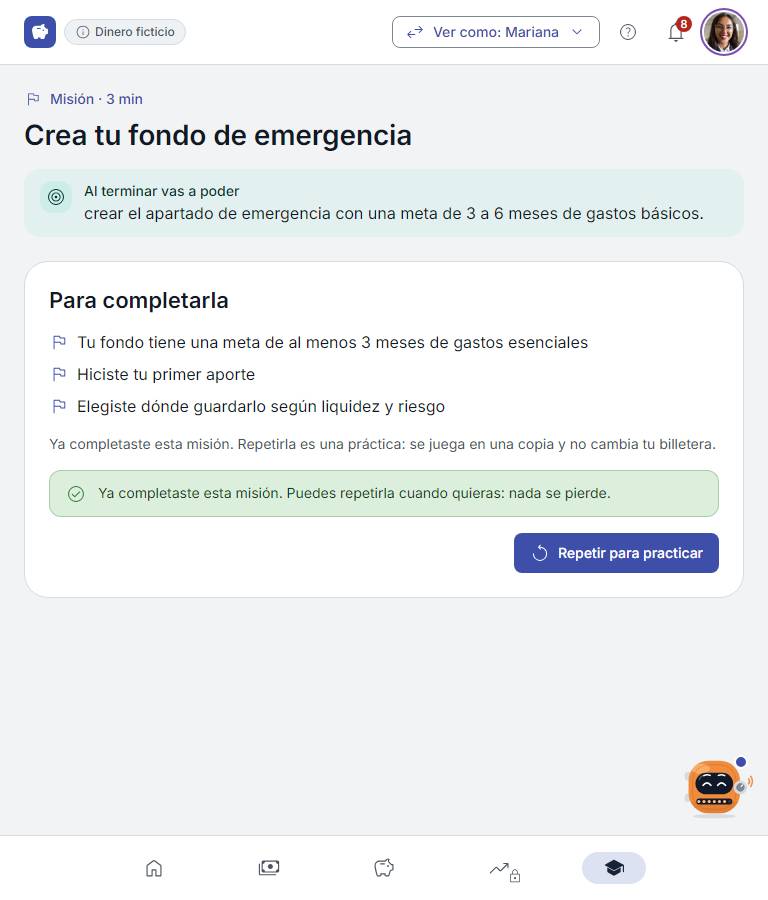 Dinero ficticio
Ver como: Mariana
8
Misión · 3 min
Crea tu fondo de emergencia
Al terminar vas a poder
crear el apartado de emergencia con una meta de 3 a 6 meses de gastos básicos.
Para completarla
Tu fondo tiene una meta de al menos 3 meses de gastos esenciales
Hiciste tu primer aporte
Elegiste dónde guardarlo según liquidez y riesgo
Ya completaste esta misión. Repetirla es una práctica: se juega en una copia y no cambia tu billetera.
Ya completaste esta misión. Puedes repetirla cuando quieras: nada se pierde.
Repetir para practicar